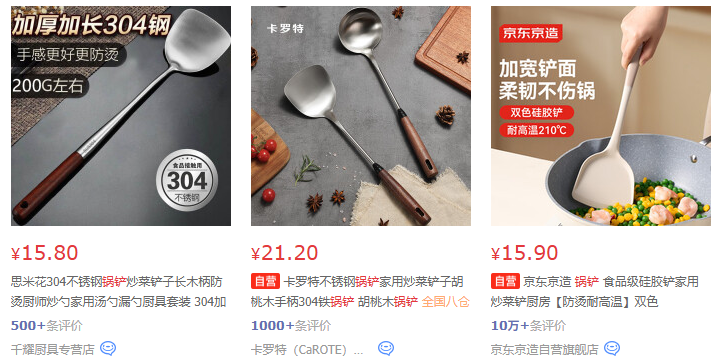 加厚加长304钢
手感更好更防烫
200G左右
食品接触用
304
不锈钢
¥15.80
思米花304不锈钢锅铲炒菜铲子长木柄防
烫厨师炒勺家用汤勺漏勺厨具套装 304加
500+条评价
千耀厨具专营店
卡罗特
¥21.20
自营 卡罗特不锈钢锅铲家用炒菜铲子胡
桃木手柄304铁锅铲 胡桃木锅铲 全国八仓
1000+条评价
卡罗特（CaROTE）...
京东京造
加宽铲面
柔韧不伤锅
双色硅胶铲
耐高温210℃
¥15.90
自营 京东京造 锅铲 食品级硅胶铲家用
炒菜铲厨房【防烫耐高温】双色
10万+条评价
京东京造自营旗舰店